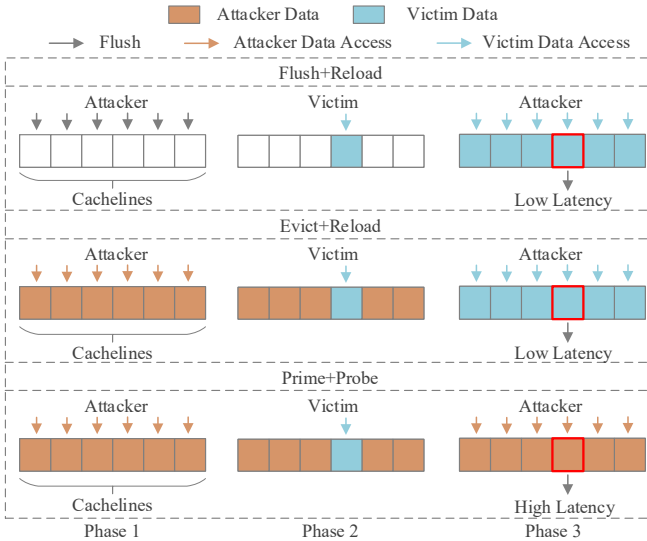 Attacker Data Victim Data
Flush Attacker Data Access Victim Data Access
Flush+Reload
Attacker Victim Attacker
Cachelines Low Latency
Evict+Reload
Attacker Victim Attacker
Cachelines Low Latency
Prime+Probe
Attacker Victim Attacker
Cachelines High Latency
Phase 1 Phase 2 Phase 3